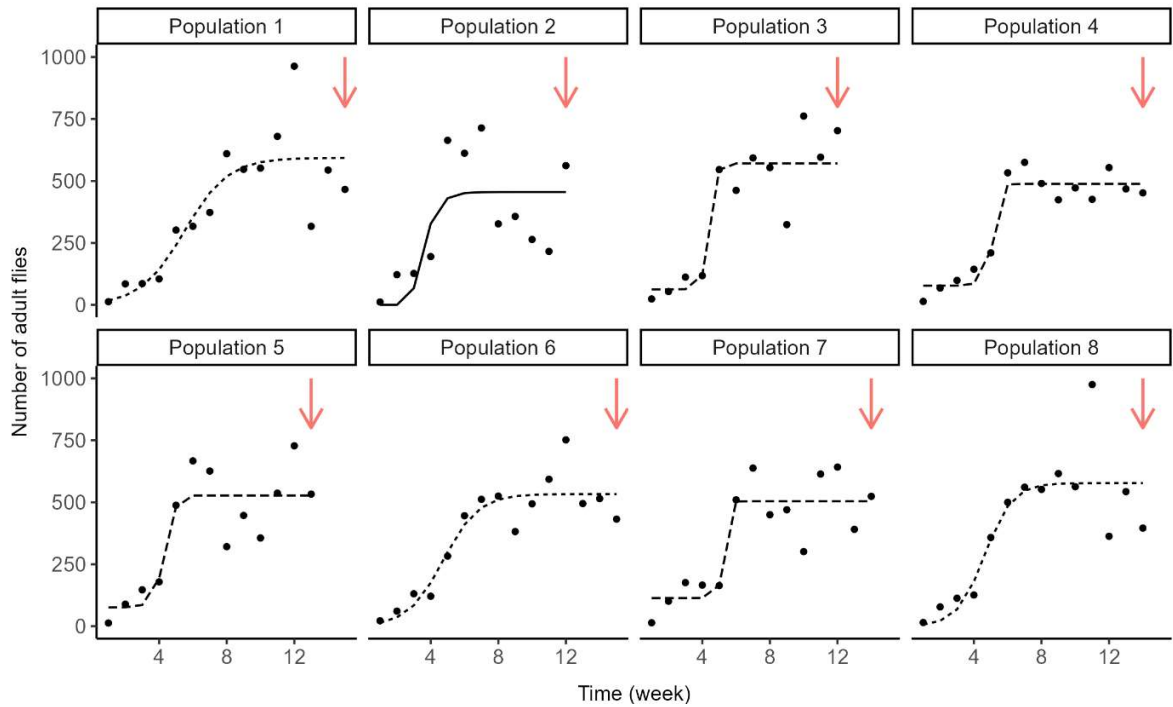 Population 1 Population 2 Population 3 Population 4
1000
750
500
250
0
Population 5 Population 6 Population 7 Population 8
1000
750
500
250
0
4 8 12 4 8 12 4 8 12 4 8 12
Number of adult flies
Time (week)